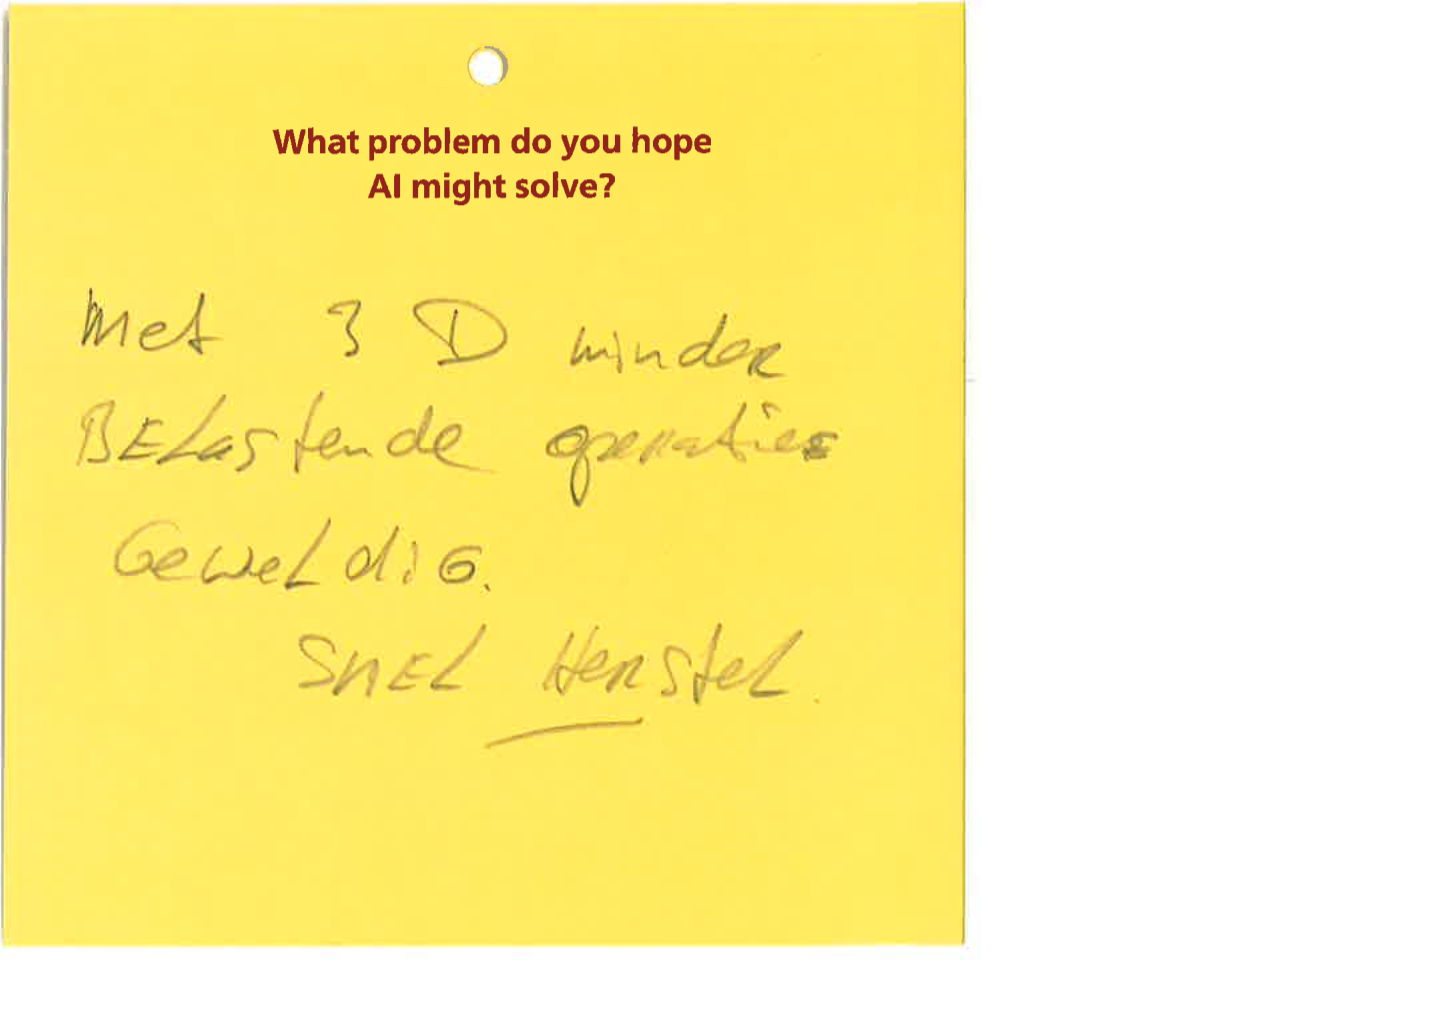 What problem do you hope
AI might solve?
Met 3 D minder
BELastende operaties
GeweLdiG.
SnEL HersteL.